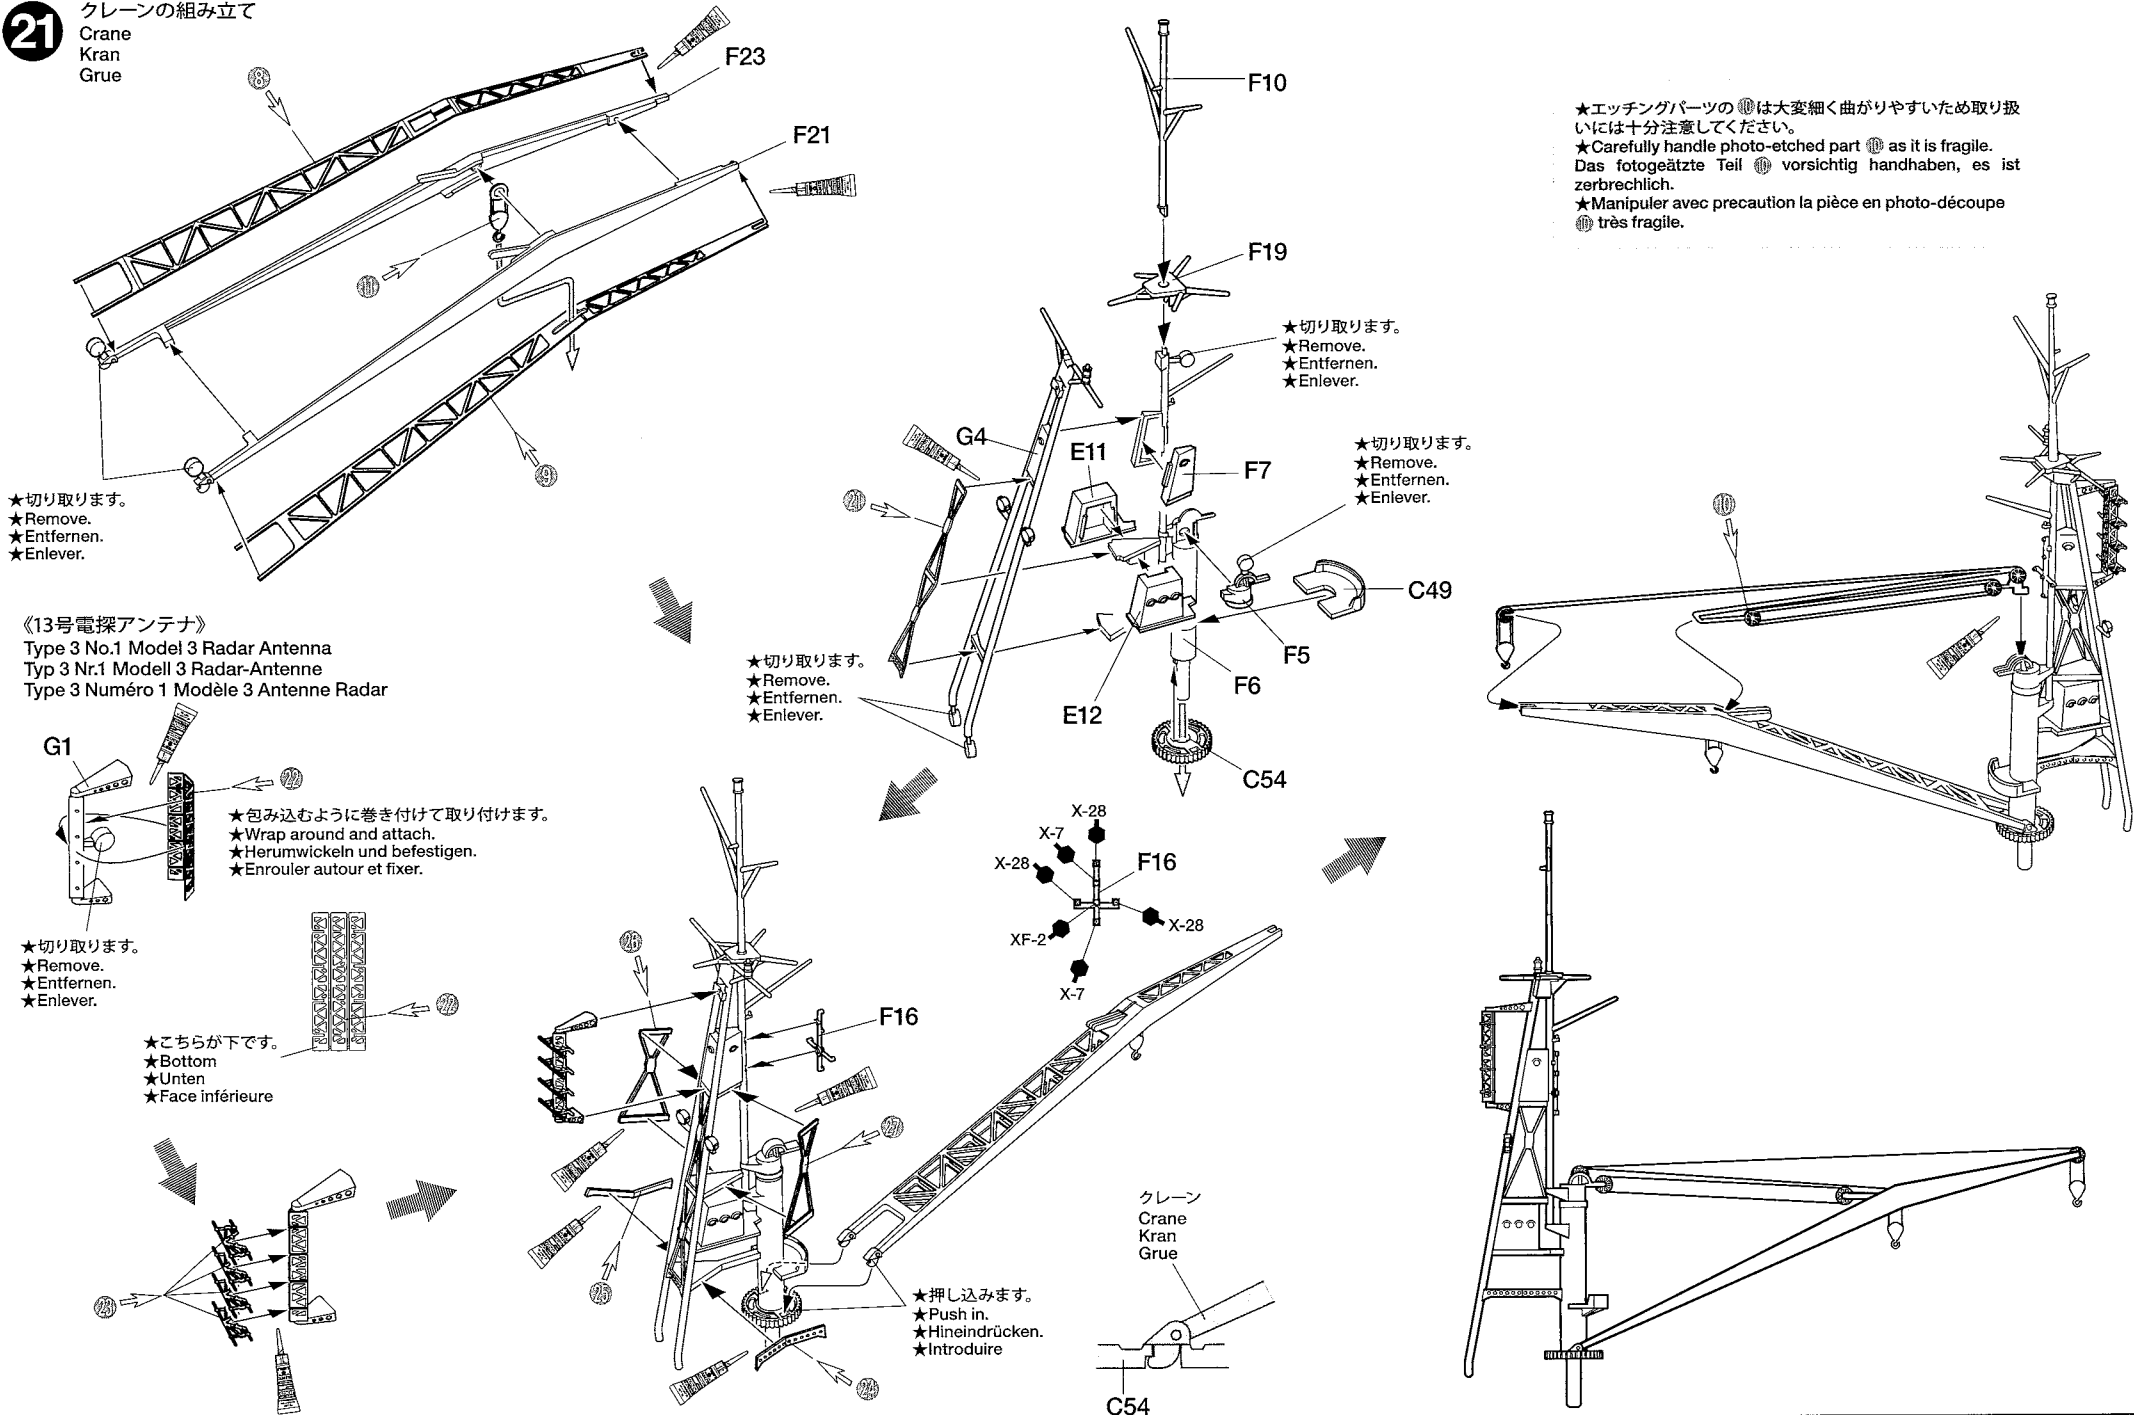 21
クレーンの組み立て
Crane
Kran
Grue
⑧
F23
F21
⑪
⑨
★切り取ります。
★Remove.
★Entfernen.
★Enlever.
F10
F19
★切り取ります。
★Remove.
★Entfernen.
★Enlever.
G4
E11
F7
㉑
★切り取ります。
★Remove.
★Entfernen.
★Enlever.
C49
F5
F6
E12
C54
★切り取ります。
★Remove.
★Entfernen.
★Enlever.
★エッチングパーツの⑩は大変細く曲がりやすいため取り扱
いには十分注意してください。
★Carefully handle photo-etched part ⑩ as it is fragile.
Das fotogeätzte Teil ⑩ vorsichtig handhaben, es ist
zerbrechlich.
★Manipuler avec precaution la pièce en photo-découpe
⑩ très fragile.
⑩
《13号電探アンテナ》
Type 3 No.1 Model 3 Radar Antenna
Typ 3 Nr.1 Modell 3 Radar-Antenne
Type 3 Numéro 1 Modèle 3 Antenne Radar
G1
㉒
★包み込むように巻き付けて取り付けます。
★Wrap around and attach.
★Herumwickeln und befestigen.
★Enrouler autour et fixer.
★切り取ります。
★Remove.
★Entfernen.
★Enlever.
㉒
★こちらが下です。
★Bottom
★Unten
★Face inférieure
㉓
X-28
X-7
X-28
F16
X-28
XF-2
X-7
㉖
F16
㉗
㉕
㉔
★押し込みます。
★Push in.
★Hineindrücken.
★Introduire
クレーン
Crane
Kran
Grue
C54